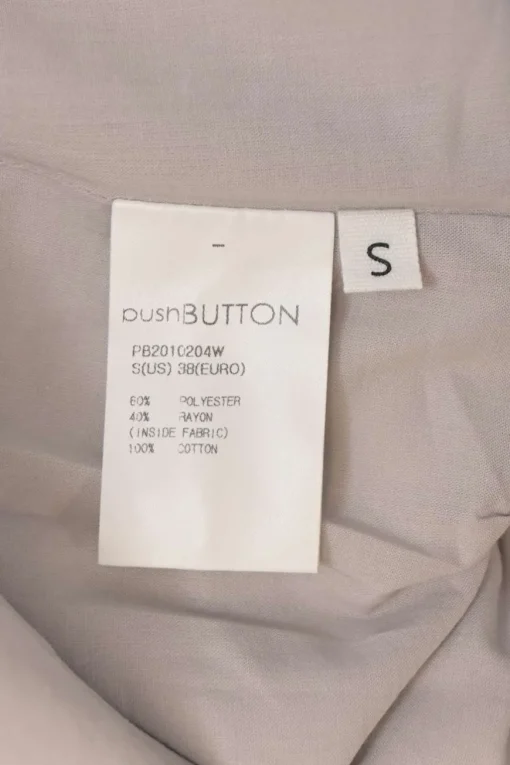 S
pushBUTTON
PB2010204W
S(US) 38(EURO)
60% POLYESTER
40% RAYON
(INSIDE FABRIC)
100% COTTON